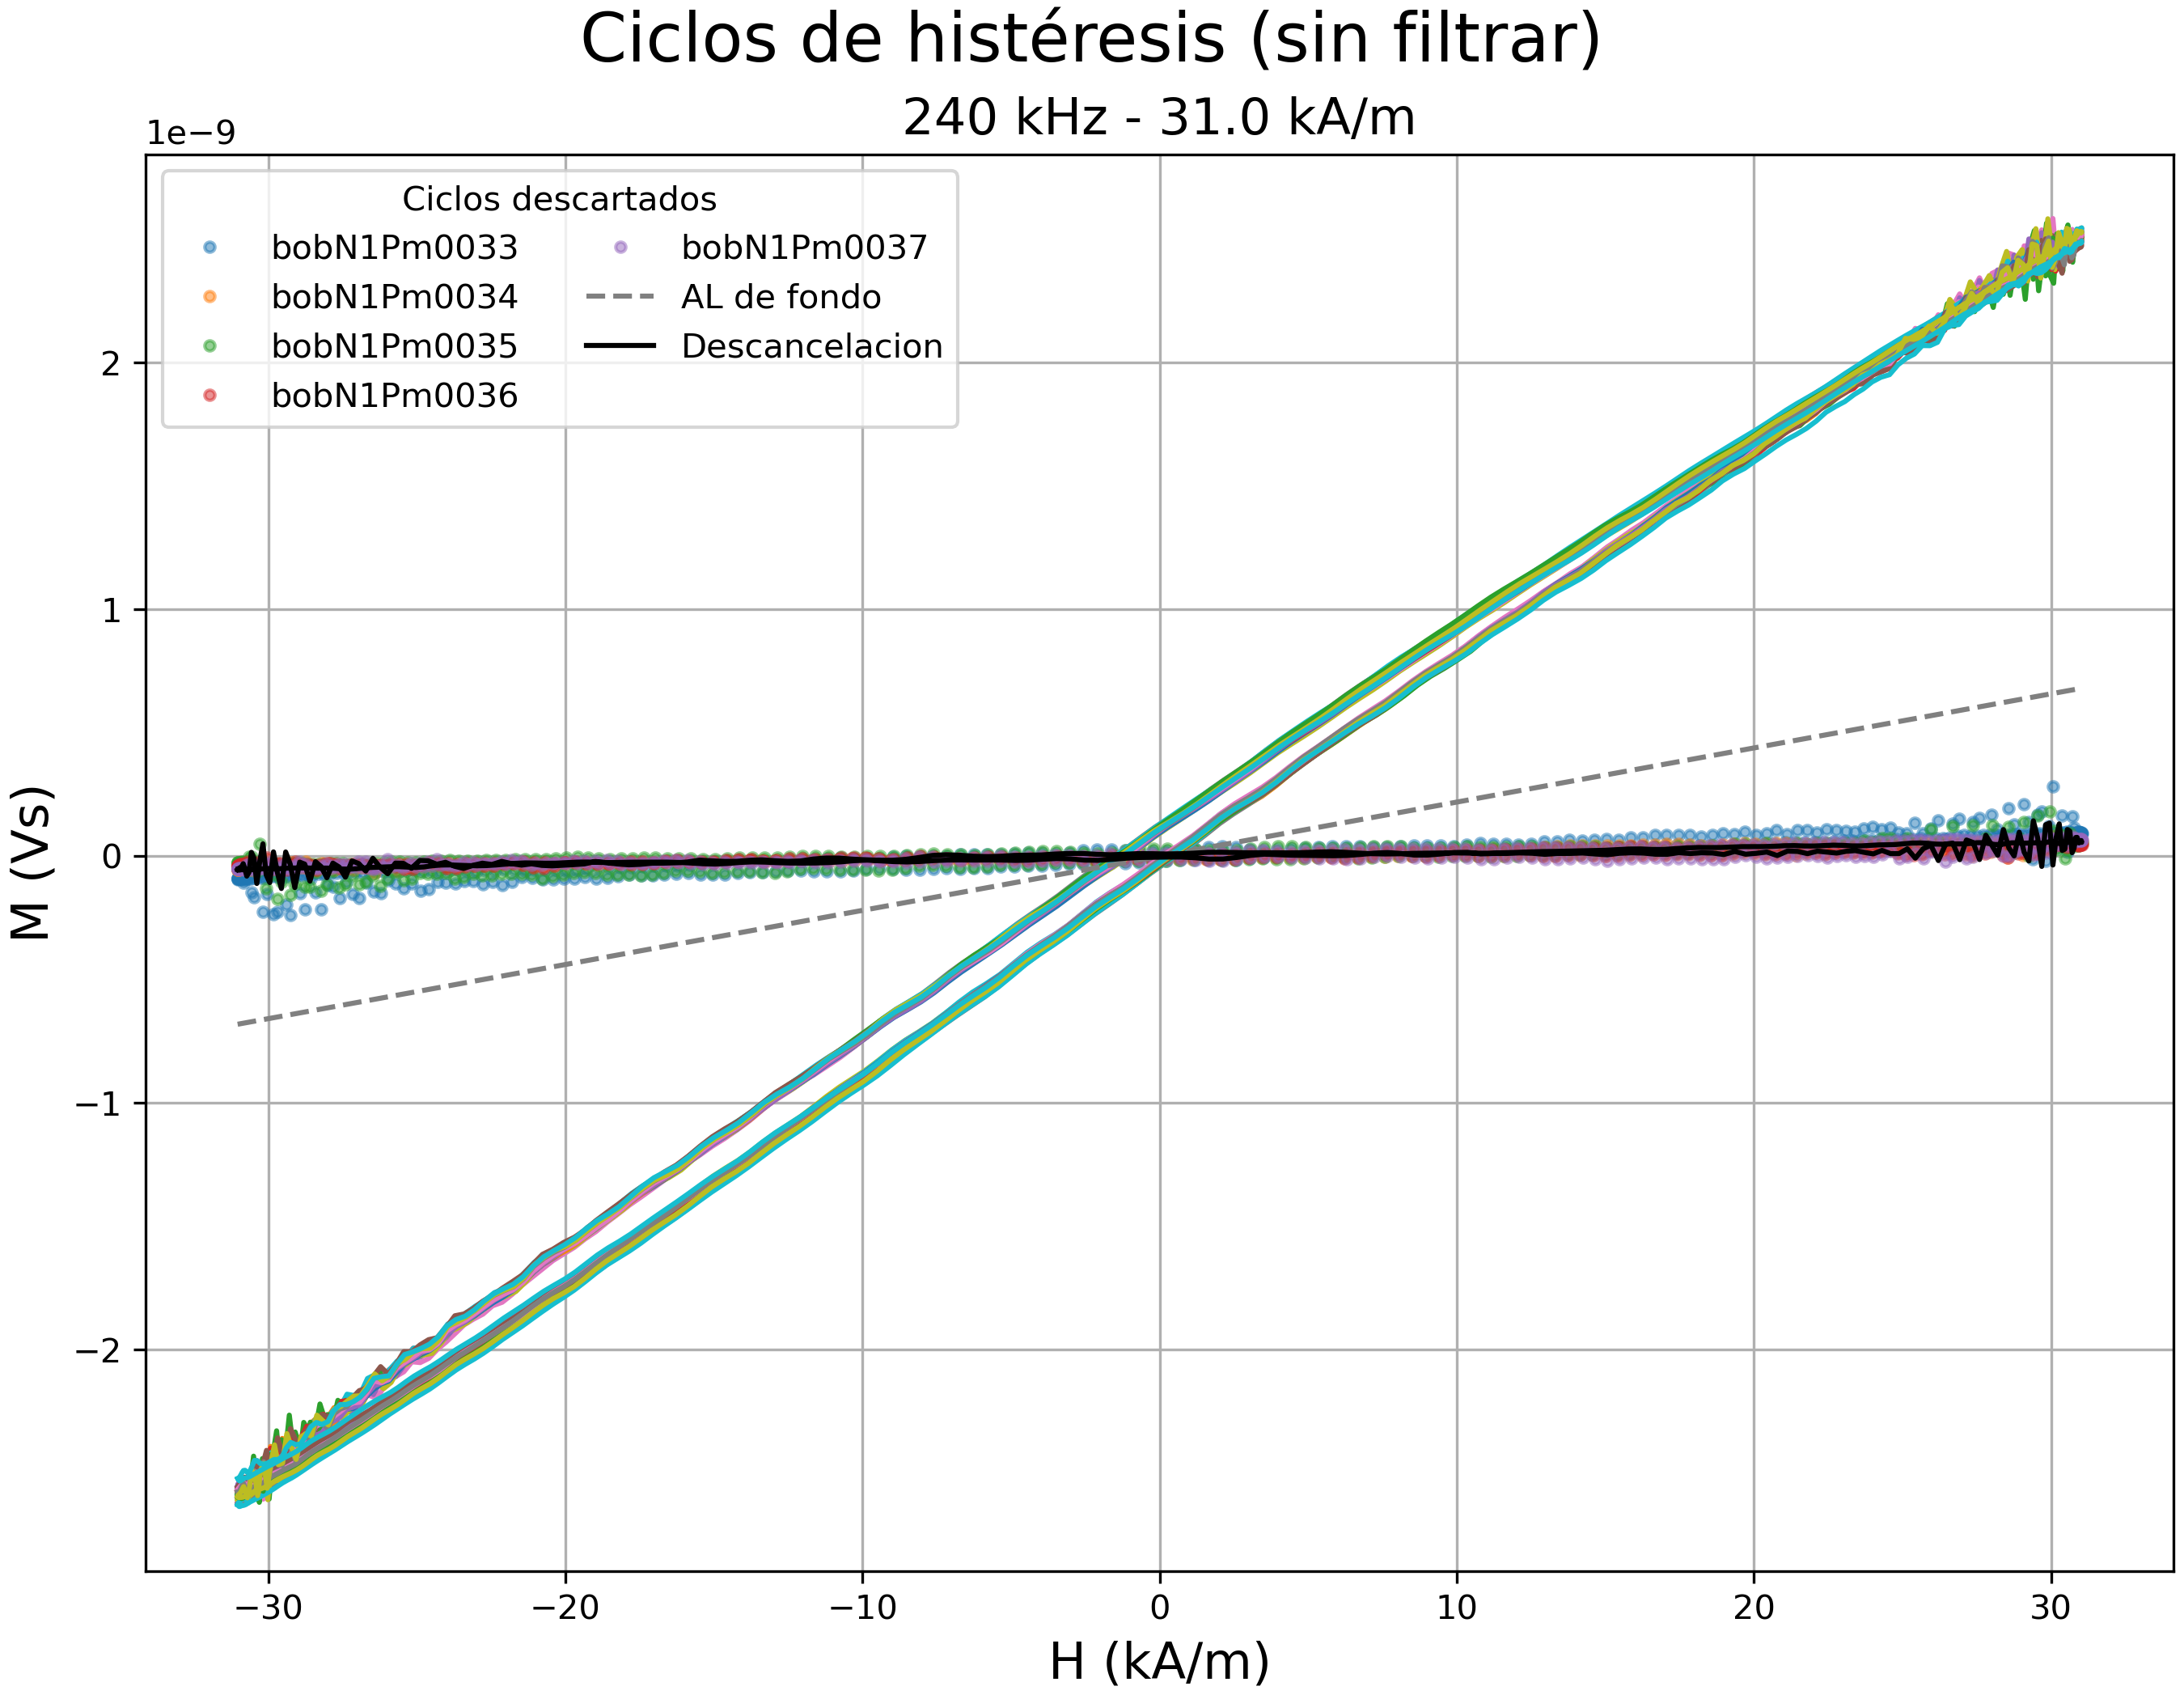 Ciclos de histéresis (sin filtrar)
240 kHz - 31.0 kA/m
1e−9
Ciclos descartados
bobN1Pm0033
bobN1Pm0034
bobN1Pm0035
bobN1Pm0036
bobN1Pm0037
AL de fondo
Descancelacion
2
1
0
−1
−2
M (Vs)
−30 −20 −10 0 10 20 30
H (kA/m)